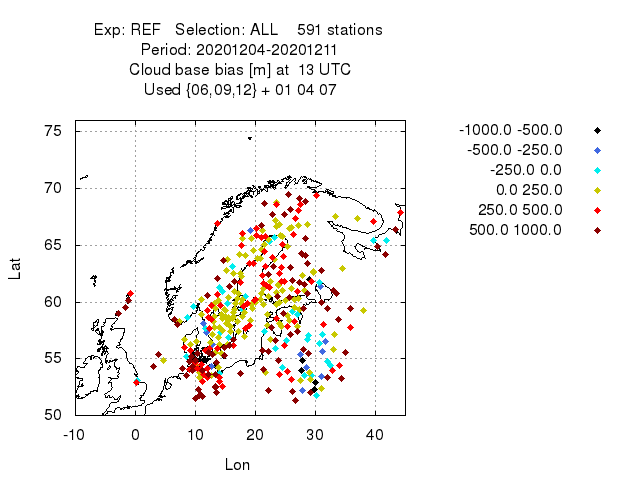 Exp: REF Selection: ALL 591 stations
Period: 20201204-20201211
Cloud base bias [m] at 13 UTC
Used {06,09,12} + 01 04 07
-1000.0 -500.0
-500.0 -250.0
-250.0 0.0
0.0 250.0
250.0 500.0
500.0 1000.0
75
70
65
60
55
50
Lat
-10 0 10 20 30 40
Lon